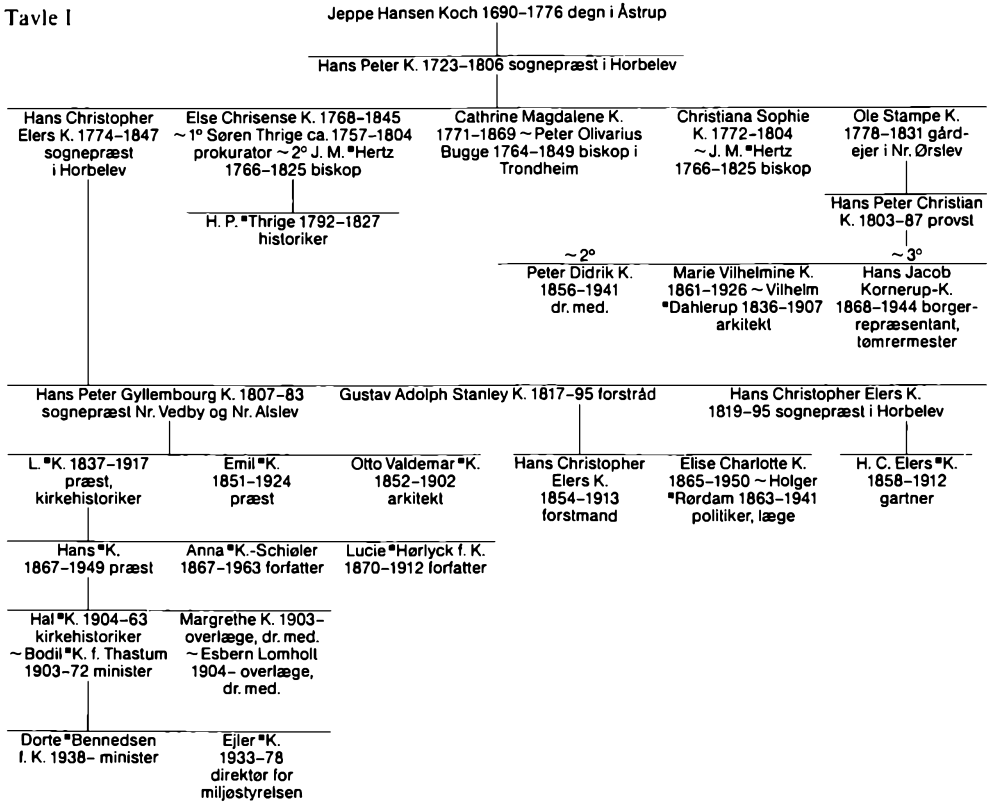 Tavle I
Jeppe Hansen Koch 1690–1776 degn i Åstrup
Hans Peter K. 1723–1806 sognepræst i Horbelev
Hans Christopher
Elers K. 1774–1847
sognepræst
i Horbelev
Else Chrisense K. 1768–1845
~ 1° Søren Thrige ca. 1757–1804
prokurator ~ 2° J. M. *Hertz
1766–1825 biskop
Cathrine Magdalene K.
1771–1869 ~ Peter Olivarius
Bugge 1764–1849 biskop i
Trondheim
Christiana Sophie
K. 1772–1804
~ J. M. *Hertz
1766–1825 biskop
Ole Stampe K.
1778–1831 gård-
ejer i Nr. Ørslev
H. P. *Thrige 1792–1827
historiker
Hans Peter Christian
K. 1803–87 provst
~ 2°
Peter Didrik K.
1856–1941
dr. med.
Marie Vilhelmine K.
1861–1926 ~ Vilhelm
*Dahlerup 1836–1907
arkitekt
~ 3°
Hans Jacob
Kornerup-K.
1868–1944 borger-
repræsentant,
tømrermester
Hans Peter Gyllembourg K. 1807–83
sognepræst Nr. Vedby og Nr. Alslev
Gustav Adolph Stanley K. 1817–95 forstråd
Hans Christopher Elers K.
1819–95 sognepræst i Horbelev
L. *K. 1837–1917
præst,
kirkehistoriker
Emil *K.
1851–1924
præst
Otto Valdemar *K.
1852–1902
arkitekt
Hans Christopher
Elers K.
1854–1913
forstmand
Elise Charlotte K.
1865–1950 ~ Holger
*Rørdam 1863–1941
politiker, læge
H. C. Elers *K.
1858–1912
gartner
Hans *K.
1867–1949 præst
Anna *K.-Schiøler
1867–1963 forfatter
Lucie *Hørlyck f. K.
1870–1912 forfatter
Hal *K. 1904–63
kirkehistoriker
~ Bodil *K. f. Thastum
1903–72 minister
Margrethe K. 1903–
overlæge, dr. med.
~ Esbern Lomholt
1904– overlæge,
dr. med.
Dorte *Bennedsen
f. K. 1938– minister
Ejler *K.
1933–78
direktør for
miljøstyrelsen